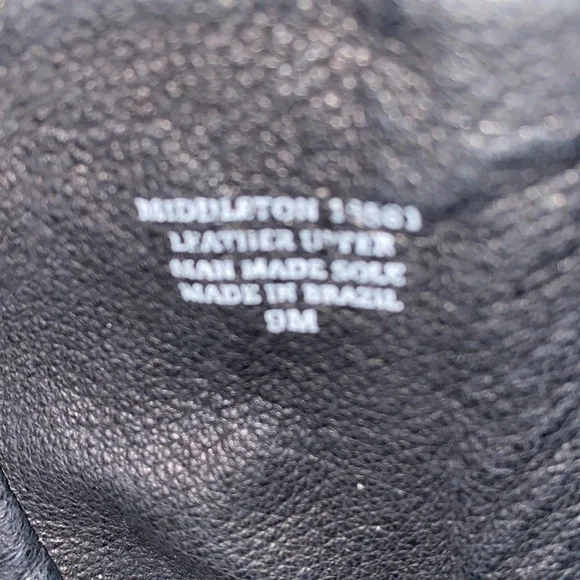 MIDDLETON
LEATHER UPPER
MAN MADE SOLE
MADE IN BRAZIL
9M